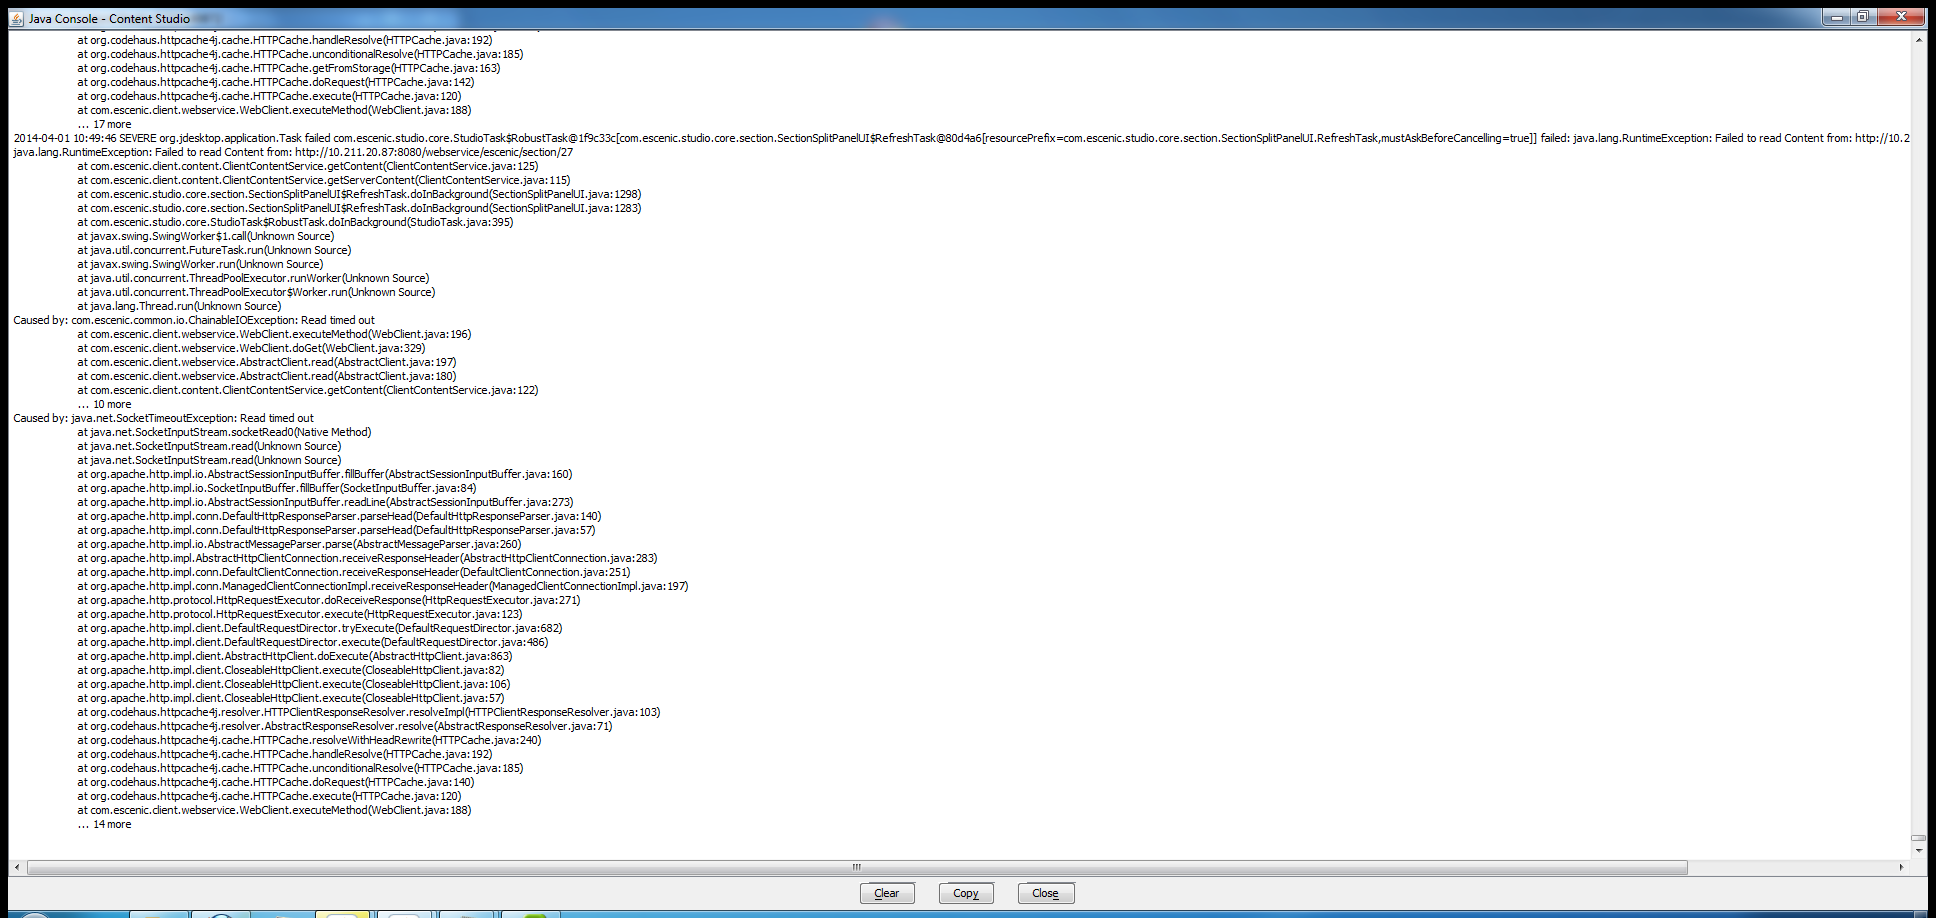 Java Console - Content Studio
at org.codehaus.httpcache4j.cache.HTTPCache.handleResolve(HTTPCache.java:192)
at org.codehaus.httpcache4j.cache.HTTPCache.unconditionalResolve(HTTPCache.java:185)
at org.codehaus.httpcache4j.cache.HTTPCache.getFromStorage(HTTPCache.java:163)
at org.codehaus.httpcache4j.cache.HTTPCache.doRequest(HTTPCache.java:142)
at org.codehaus.httpcache4j.cache.HTTPCache.execute(HTTPCache.java:120)
at com.escenic.client.webservice.WebClient.executeMethod(WebClient.java:188)
... 17 more
2014-04-01 10:49:46 SEVERE org.jdesktop.application.Task failed com.escenic.studio.core.StudioTask$RobustTask@1f9c33c[com.escenic.studio.core.section.SectionSplitPanelUI$RefreshTask@80d4a6[resourcePrefix=com.escenic.studio.core.section.SectionSplitPanelUI.RefreshTask,mustAskBeforeCancelling=true]] failed: java.lang.RuntimeException: Failed to read Content from: http://10.2
java.lang.RuntimeException: Failed to read Content from: http://10.211.20.87:8080/webservice/escenic/section/27
at com.escenic.client.content.ClientContentService.getContent(ClientContentService.java:125)
at com.escenic.client.content.ClientContentService.getServerContent(ClientContentService.java:115)
at com.escenic.studio.core.section.SectionSplitPanelUI$RefreshTask.doInBackground(SectionSplitPanelUI.java:1298)
at com.escenic.studio.core.section.SectionSplitPanelUI$RefreshTask.doInBackground(SectionSplitPanelUI.java:1283)
at com.escenic.studio.core.StudioTask$RobustTask.doInBackground(StudioTask.java:395)
at javax.swing.SwingWorker$1.call(Unknown Source)
at java.util.concurrent.FutureTask.run(Unknown Source)
at javax.swing.SwingWorker.run(Unknown Source)
at java.util.concurrent.ThreadPoolExecutor.runWorker(Unknown Source)
at java.util.concurrent.ThreadPoolExecutor$Worker.run(Unknown Source)
at java.lang.Thread.run(Unknown Source)
Caused by: com.escenic.common.io.ChainableIOException: Read timed out
at com.escenic.client.webservice.WebClient.executeMethod(WebClient.java:196)
at com.escenic.client.webservice.WebClient.doGet(WebClient.java:329)
at com.escenic.client.webservice.AbstractClient.read(AbstractClient.java:197)
at com.escenic.client.webservice.AbstractClient.read(AbstractClient.java:180)
at com.escenic.client.content.ClientContentService.getContent(ClientContentService.java:122)
... 10 more
Caused by: java.net.SocketTimeoutException: Read timed out
at java.net.SocketInputStream.socketRead0(Native Method)
at java.net.SocketInputStream.read(Unknown Source)
at java.net.SocketInputStream.read(Unknown Source)
at org.apache.http.impl.io.AbstractSessionInputBuffer.fillBuffer(AbstractSessionInputBuffer.java:160)
at org.apache.http.impl.io.SocketInputBuffer.fillBuffer(SocketInputBuffer.java:84)
at org.apache.http.impl.io.AbstractSessionInputBuffer.readLine(AbstractSessionInputBuffer.java:273)
at org.apache.http.impl.conn.DefaultHttpResponseParser.parseHead(DefaultHttpResponseParser.java:140)
at org.apache.http.impl.conn.DefaultHttpResponseParser.parseHead(DefaultHttpResponseParser.java:57)
at org.apache.http.impl.io.AbstractMessageParser.parse(AbstractMessageParser.java:260)
at org.apache.http.impl.AbstractHttpClientConnection.receiveResponseHeader(AbstractHttpClientConnection.java:283)
at org.apache.http.impl.conn.DefaultClientConnection.receiveResponseHeader(DefaultClientConnection.java:251)
at org.apache.http.impl.conn.ManagedClientConnectionImpl.receiveResponseHeader(ManagedClientConnectionImpl.java:197)
at org.apache.http.protocol.HttpRequestExecutor.doReceiveResponse(HttpRequestExecutor.java:271)
at org.apache.http.protocol.HttpRequestExecutor.execute(HttpRequestExecutor.java:123)
at org.apache.http.impl.client.DefaultRequestDirector.tryExecute(DefaultRequestDirector.java:682)
at org.apache.http.impl.client.DefaultRequestDirector.execute(DefaultRequestDirector.java:486)
at org.apache.http.impl.client.AbstractHttpClient.doExecute(AbstractHttpClient.java:863)
at org.apache.http.impl.client.CloseableHttpClient.execute(CloseableHttpClient.java:82)
at org.apache.http.impl.client.CloseableHttpClient.execute(CloseableHttpClient.java:106)
at org.apache.http.impl.client.CloseableHttpClient.execute(CloseableHttpClient.java:57)
at org.codehaus.httpcache4j.resolver.HTTPClientResponseResolver.resolveImpl(HTTPClientResponseResolver.java:103)
at org.codehaus.httpcache4j.resolver.AbstractResponseResolver.resolve(AbstractResponseResolver.java:71)
at org.codehaus.httpcache4j.cache.HTTPCache.resolveWithHeadRewrite(HTTPCache.java:240)
at org.codehaus.httpcache4j.cache.HTTPCache.handleResolve(HTTPCache.java:192)
at org.codehaus.httpcache4j.cache.HTTPCache.unconditionalResolve(HTTPCache.java:185)
at org.codehaus.httpcache4j.cache.HTTPCache.doRequest(HTTPCache.java:140)
at org.codehaus.httpcache4j.cache.HTTPCache.execute(HTTPCache.java:120)
at com.escenic.client.webservice.WebClient.executeMethod(WebClient.java:188)
... 14 more
Clear Copy Close